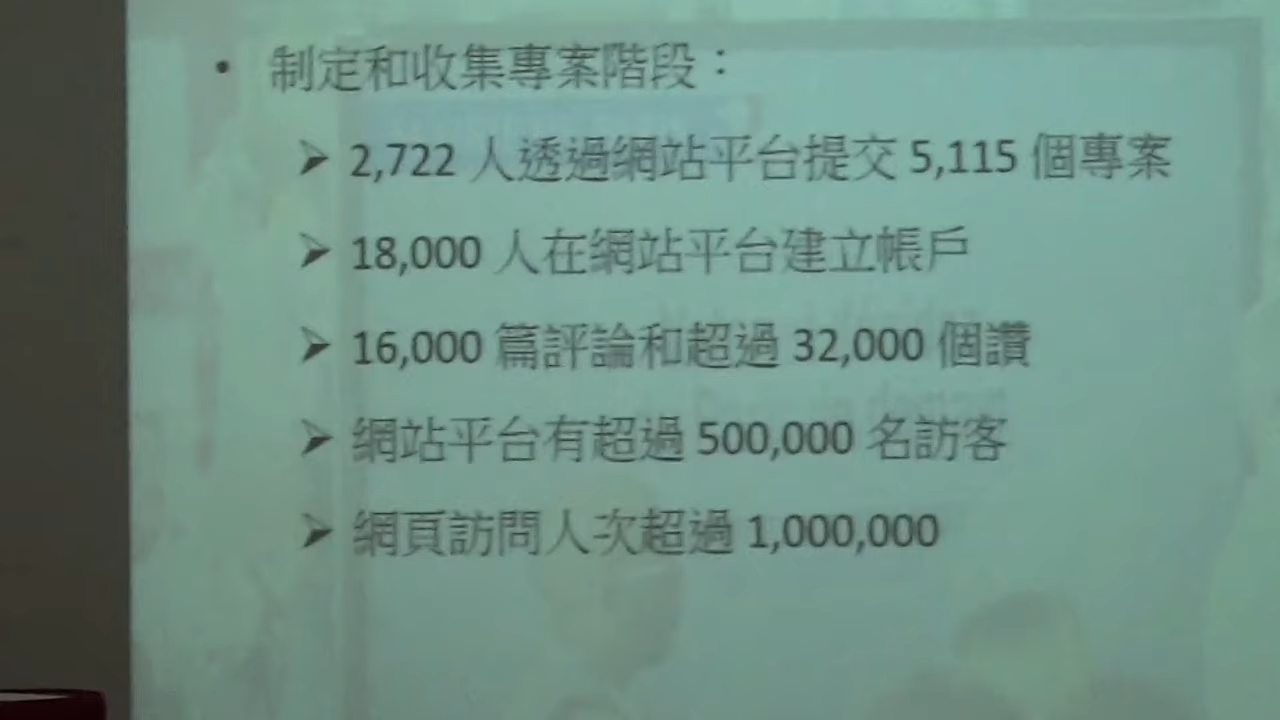 • 制定和收集專案階段：
➢ 2,722 人透過網站平台提交 5,115 個專案
➢ 18,000 人在網站平台建立帳戶
➢ 16,000 篇評論和超過 32,000 個讚
➢ 網站平台有超過 500,000 名訪客
➢ 網頁訪問人次超過 1,000,000